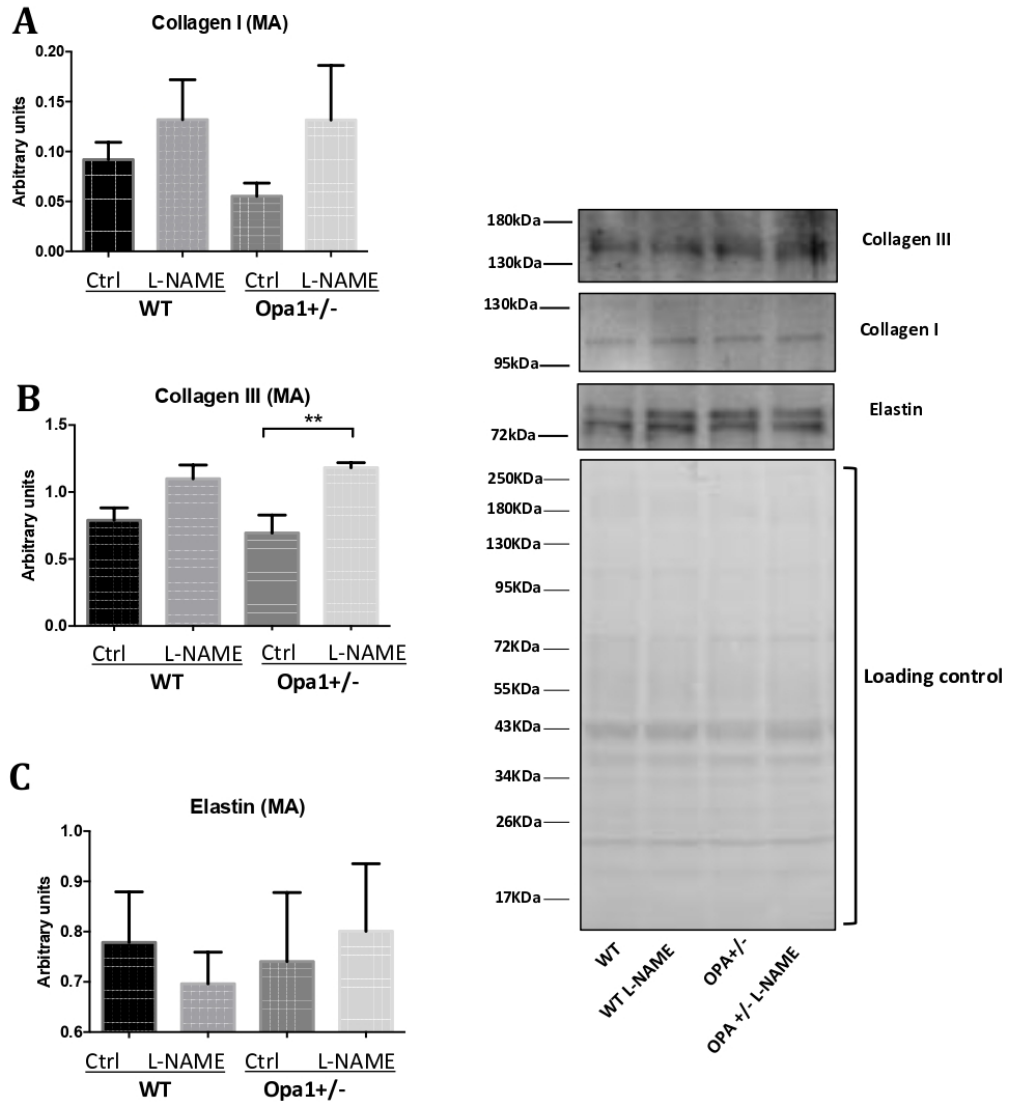 A
Collagen I (MA)
Arbitrary units
0.20
0.15
0.10
0.05
0.00
Ctrl L-NAME Ctrl L-NAME
WT Opa1+/-
B
Collagen III (MA)
**
Arbitrary units
1.5
1.0
0.5
0.0
Ctrl L-NAME Ctrl L-NAME
WT Opa1+/-
C
Elastin (MA)
Arbitrary units
1.0
0.9
0.8
0.7
0.6
Ctrl L-NAME Ctrl L-NAME
WT Opa1+/-
180kDa
130kDa
Collagen III
130kDa
95kDa
Collagen I
72kDa
Elastin
250KDa
180KDa
130KDa
95KDa
72KDa
55KDa
43KDa
34KDa
26KDa
17KDa
Loading control
WT
WT L-NAME
OPA+/-
OPA +/- L-NAME